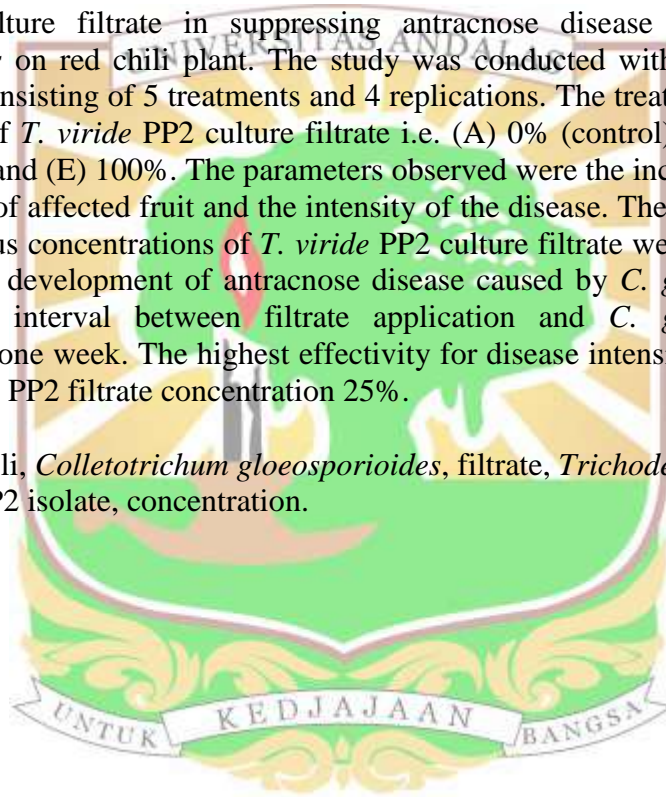 lture filtrate in suppressing antracnose disease
UNIVERSITAS ANDALAS
on red chili plant. The study was conducted with
nsisting of 5 treatments and 4 replications. The treat
f T. viride PP2 culture filtrate i.e. (A) 0% (control)
and (E) 100%. The parameters observed were the inc
of affected fruit and the intensity of the disease. The
us concentrations of T. viride PP2 culture filtrate we
development of antracnose disease caused by C. g
interval between filtrate application and C. g
one week. The highest effectivity for disease intens
PP2 filtrate concentration 25%.
li, Colletotrichum gloeosporioides, filtrate, Trichode
P2 isolate, concentration.
UNTUK KEDJAJAAN BANGSA